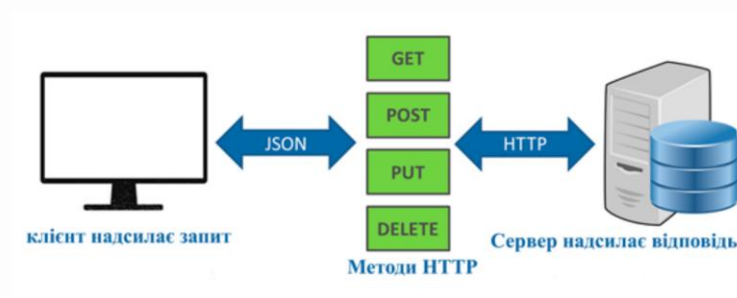 GET
POST
PUT
DELETE
JSON
HTTP
клієнт надсилає запит
Методи HTTP
Сервер надсилає відповідь